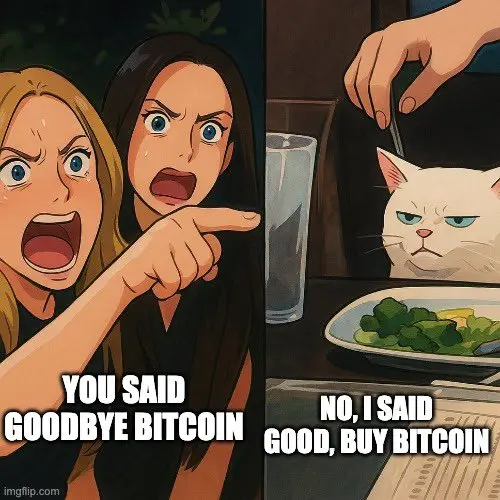 YOU SAID
GOODBYE BITCOIN
NO, I SAID
GOOD, BUY BITCOIN
imgflip.com